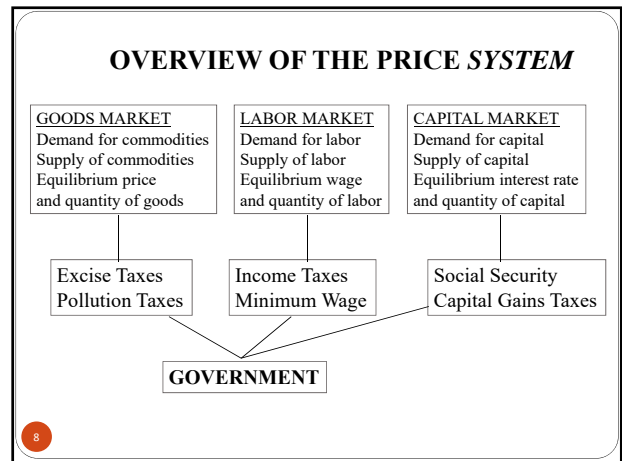 OVERVIEW OF THE PRICE SYSTEM
GOODS MARKET
Demand for commodities
Supply of commodities
Equilibrium price
and quantity of goods
LABOR MARKET
Demand for labor
Supply of labor
Equilibrium wage
and quantity of labor
CAPITAL MARKET
Demand for capital
Supply of capital
Equilibrium interest rate
and quantity of capital
Excise Taxes
Pollution Taxes
Income Taxes
Minimum Wage
Social Security
Capital Gains Taxes
GOVERNMENT
8